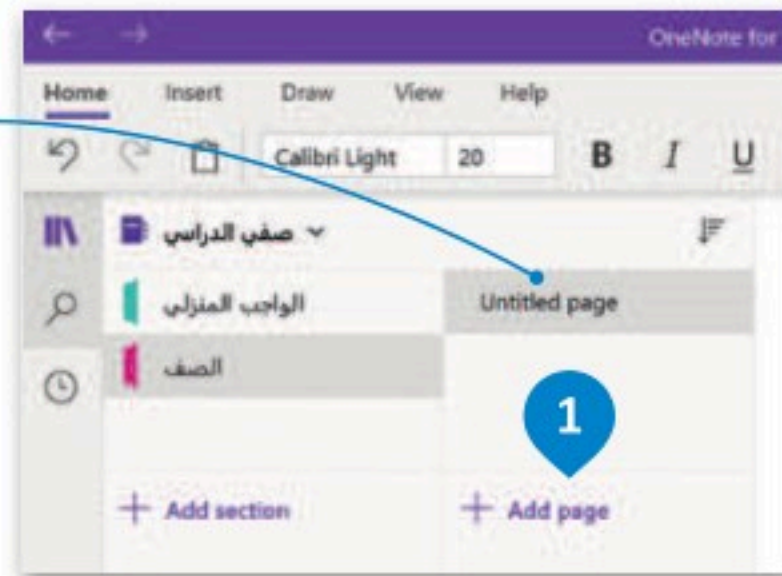 OneNote for
Home Insert Draw View Help
Calibri Light 20 B I U
صفي الدراسي
الواجب المنزلي
Untitled page
الصف
1
+ Add section
+ Add page